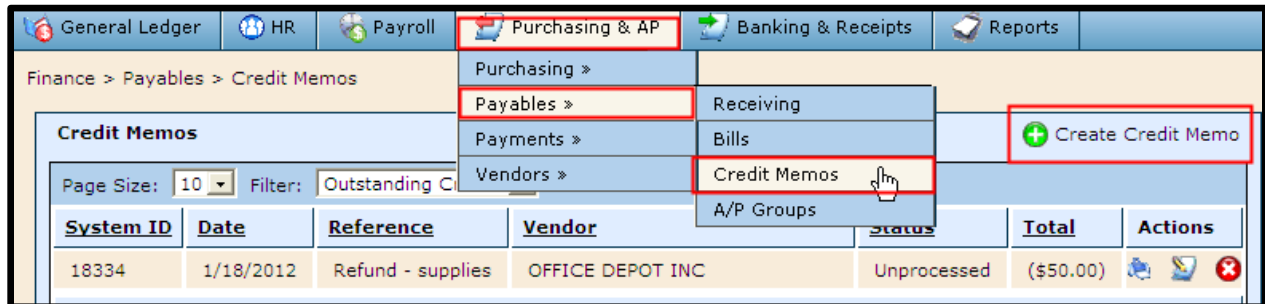 General Ledger HR Payroll Purchasing & AP Banking & Receipts Reports
Finance > Payables > Credit Memos
Purchasing »
Payables »
Payments »
Vendors »
Receiving
Bills
Credit Memos
A/P Groups
Credit Memos
Create Credit Memo
Page Size: 10 Filter: Outstanding
System ID Date Reference Vendor Status Total Actions
18334 1/18/2012 Refund - supplies OFFICE DEPOT INC Unprocessed ($50.00)